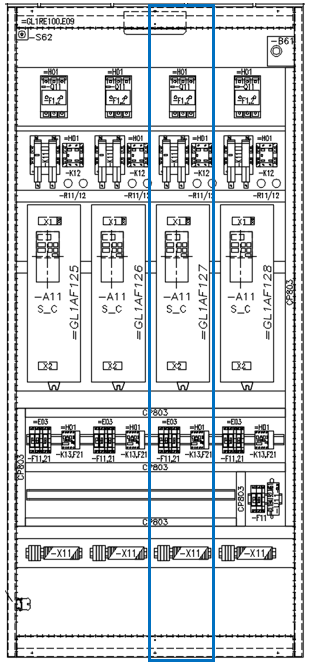 =GL1RE100.E09
-S62
-B61
=H01 =H01 =H01 =H01
-Q11 -Q11 -Q11 -Q11
F1,2 F1,2 F1,2 F1,2
=H01 =H01 =H01 =H01
-K12 -K12 -K12 -K12
-R11/12 -R11/12 -R11/12 -R11/12
X1 X1 X1 X1
-A11 -A11 -A11 -A11
S_C S_C S_C S_C
=GL1AF125 =GL1AF126 =GL1AF127 =GL1AF128
CP803
X2 X2 X2 X2
CP803
=E03 =H01 =E03 =H01 =E03 =H01 =E03 =H01
-F11,21 -K13,F21 -F11,21 -K13,F21 -F11,21 -K13,F21 -F11,21 -K13,F21
CP803
CP803
CP803
-F11
CP803
-X11 -X11 -X11 -X11